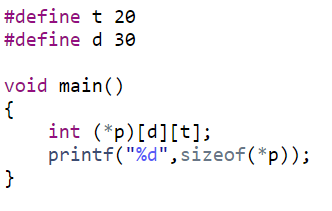 #define t 20
#define d 30
void main()
{
int (*p)[d][t];
printf("%d",sizeof(*p));
}